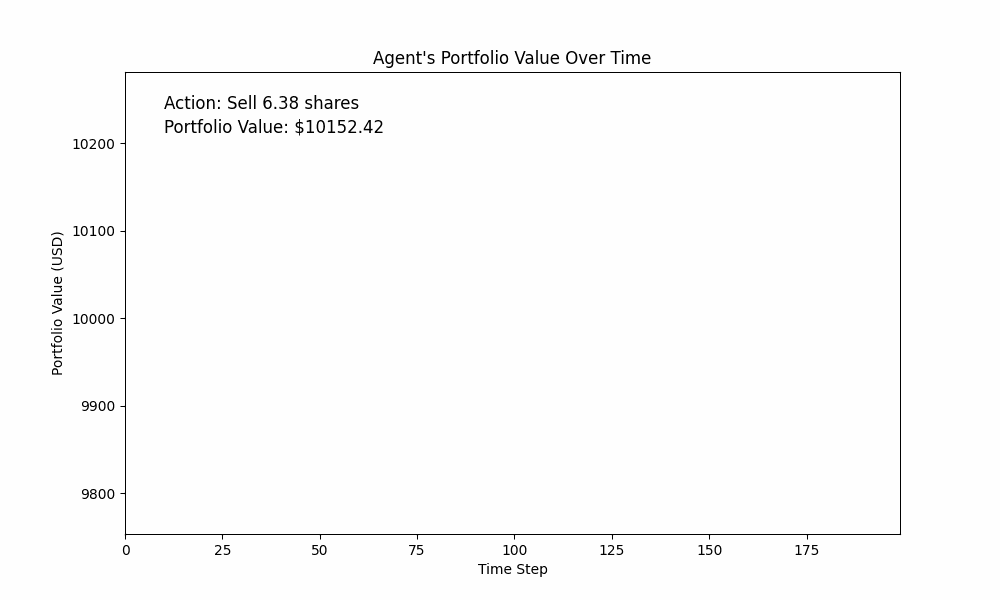 Agent's Portfolio Value Over Time
Action: Sell 6.38 shares
Portfolio Value: $10152.42
Portfolio Value (USD)
10200
10100
10000
9900
9800
0 25 50 75 100 125 150 175
Time Step